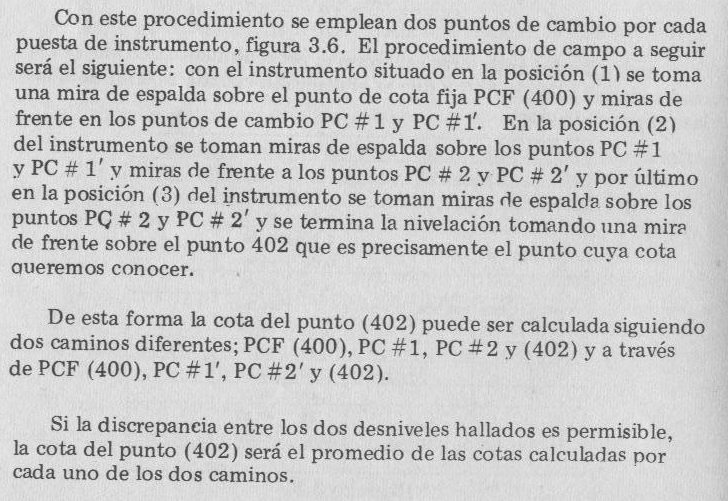 Con este procedimiento se emplean dos puntos de cambio por cada
puesta de instrumento, figura 3.6. El procedimiento de campo a seguir
será el siguiente: con el instrumento situado en la posición (1) se toma
una mira de espalda sobre el punto de cota fija PCF (400) y miras de
frente en los puntos de cambio PC #1 y PC #1'. En la posición (2)
del instrumento se toman miras de espalda sobre los puntos PC #1
y PC # 1' y miras de frente a los puntos PC # 2 y PC # 2' y por último
en la posición (3) del instrumento se toman miras de espalda sobre los
puntos PC # 2 y PC # 2' y se termina la nivelación tomando una mira
de frente sobre el punto 402 que es precisamente el punto cuya cota
queremos conocer.
De esta forma la cota del punto (402) puede ser calculada siguiendo
dos caminos diferentes; PCF (400), PC #1, PC #2 y (402) y a través
de PCF (400), PC #1', PC #2' y (402).
Si la discrepancia entre los dos desniveles hallados es permisible,
la cota del punto (402) será el promedio de las cotas calculadas por
cada uno de los dos caminos.